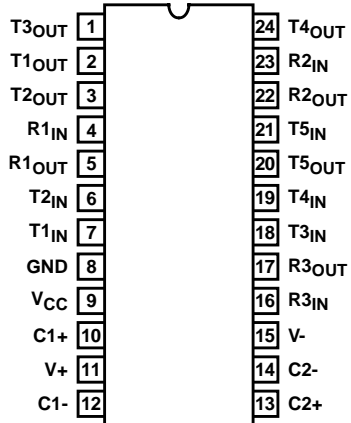 T3OUT 1 24 T4OUT
T1OUT 2 23 R2IN
T2OUT 3 22 R2OUT
R1IN 4 21 T5IN
R1OUT 5 20 T5OUT
T2IN 6 19 T4IN
T1IN 7 18 T3IN
GND 8 17 R3OUT
VCC 9 16 R3IN
C1+ 10 15 V-
V+ 11 14 C2-
C1- 12 13 C2+